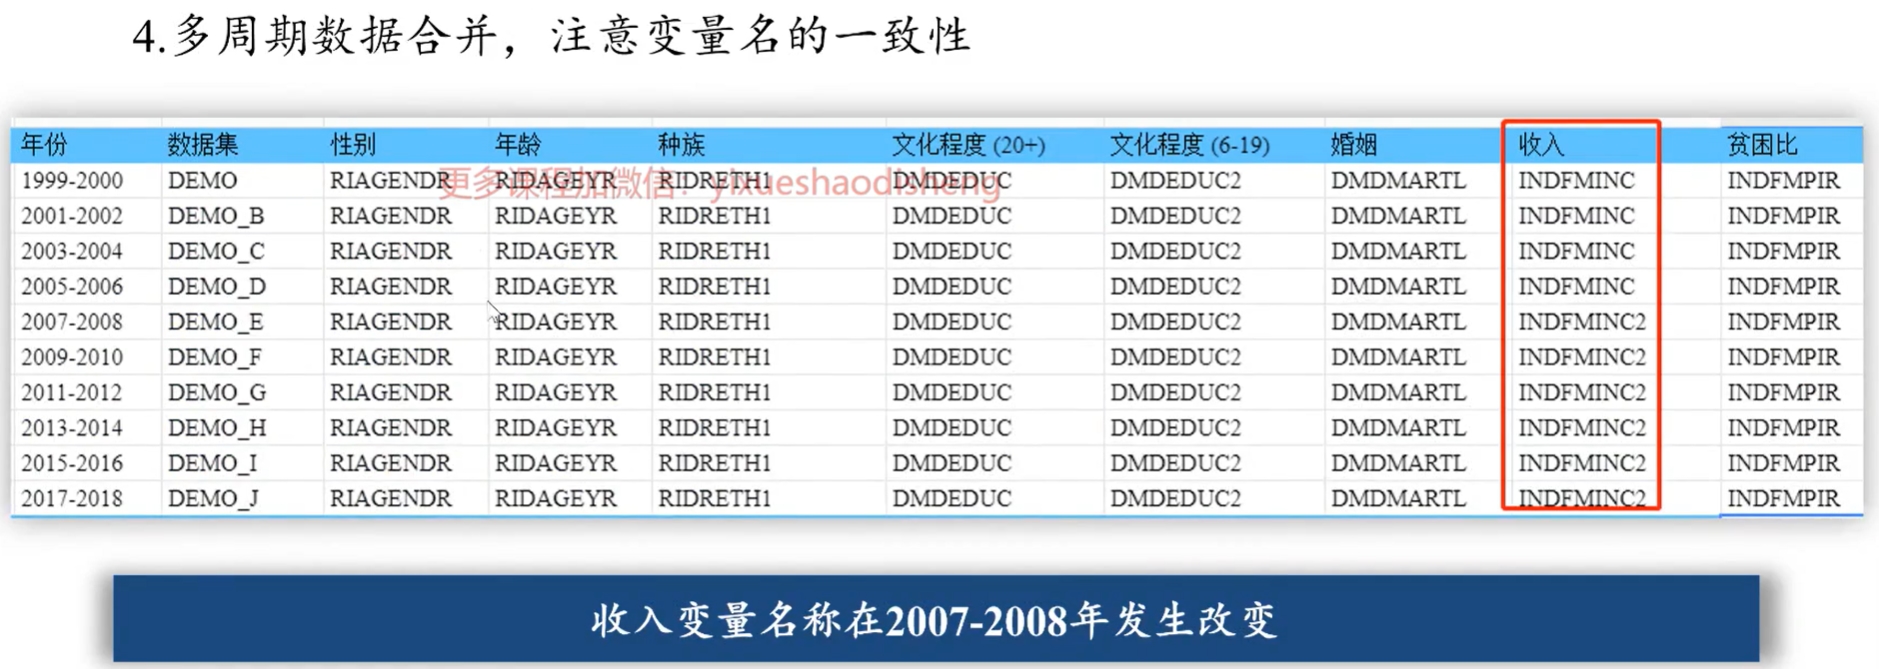 4.多周期数据合并，注意变量名的一致性
年份 数据集 性别 年龄 种族 文化程度 (20+) 文化程度 (6-19) 婚姻 收入 贫困比
1999-2000 DEMO RIAGENDR RIDAGEYR RIDRETH1 DMDEDUC DMDEDUC2 DMDMARTL INDFMINC INDFMPIR
更多课程加微信：yixueshaodisheng
2001-2002 DEMO_B RIAGENDR RIDAGEYR RIDRETH1 DMDEDUC DMDEDUC2 DMDMARTL INDFMINC INDFMPIR
2003-2004 DEMO_C RIAGENDR RIDAGEYR RIDRETH1 DMDEDUC DMDEDUC2 DMDMARTL INDFMINC INDFMPIR
2005-2006 DEMO_D RIAGENDR RIDAGEYR RIDRETH1 DMDEDUC DMDEDUC2 DMDMARTL INDFMINC INDFMPIR
2007-2008 DEMO_E RIAGENDR RIDAGEYR RIDRETH1 DMDEDUC DMDEDUC2 DMDMARTL INDFMINC2 INDFMPIR
2009-2010 DEMO_F RIAGENDR RIDAGEYR RIDRETH1 DMDEDUC DMDEDUC2 DMDMARTL INDFMINC2 INDFMPIR
2011-2012 DEMO_G RIAGENDR RIDAGEYR RIDRETH1 DMDEDUC DMDEDUC2 DMDMARTL INDFMINC2 INDFMPIR
2013-2014 DEMO_H RIAGENDR RIDAGEYR RIDRETH1 DMDEDUC DMDEDUC2 DMDMARTL INDFMINC2 INDFMPIR
2015-2016 DEMO_I RIAGENDR RIDAGEYR RIDRETH1 DMDEDUC DMDEDUC2 DMDMARTL INDFMINC2 INDFMPIR
2017-2018 DEMO_J RIAGENDR RIDAGEYR RIDRETH1 DMDEDUC DMDEDUC2 DMDMARTL INDFMINC2 INDFMPIR
收入变量名称在2007-2008年发生改变